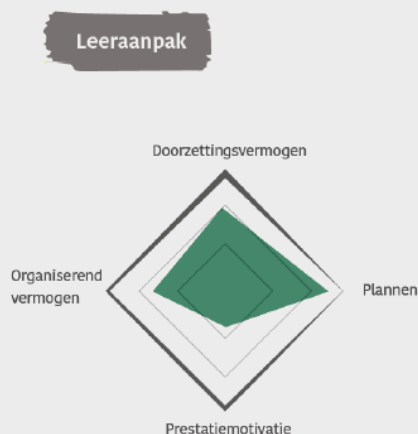 Leeraanpak
Doorzettingsvermogen
Organiserend
vermogen
Plannen
Prestatiemotivatie